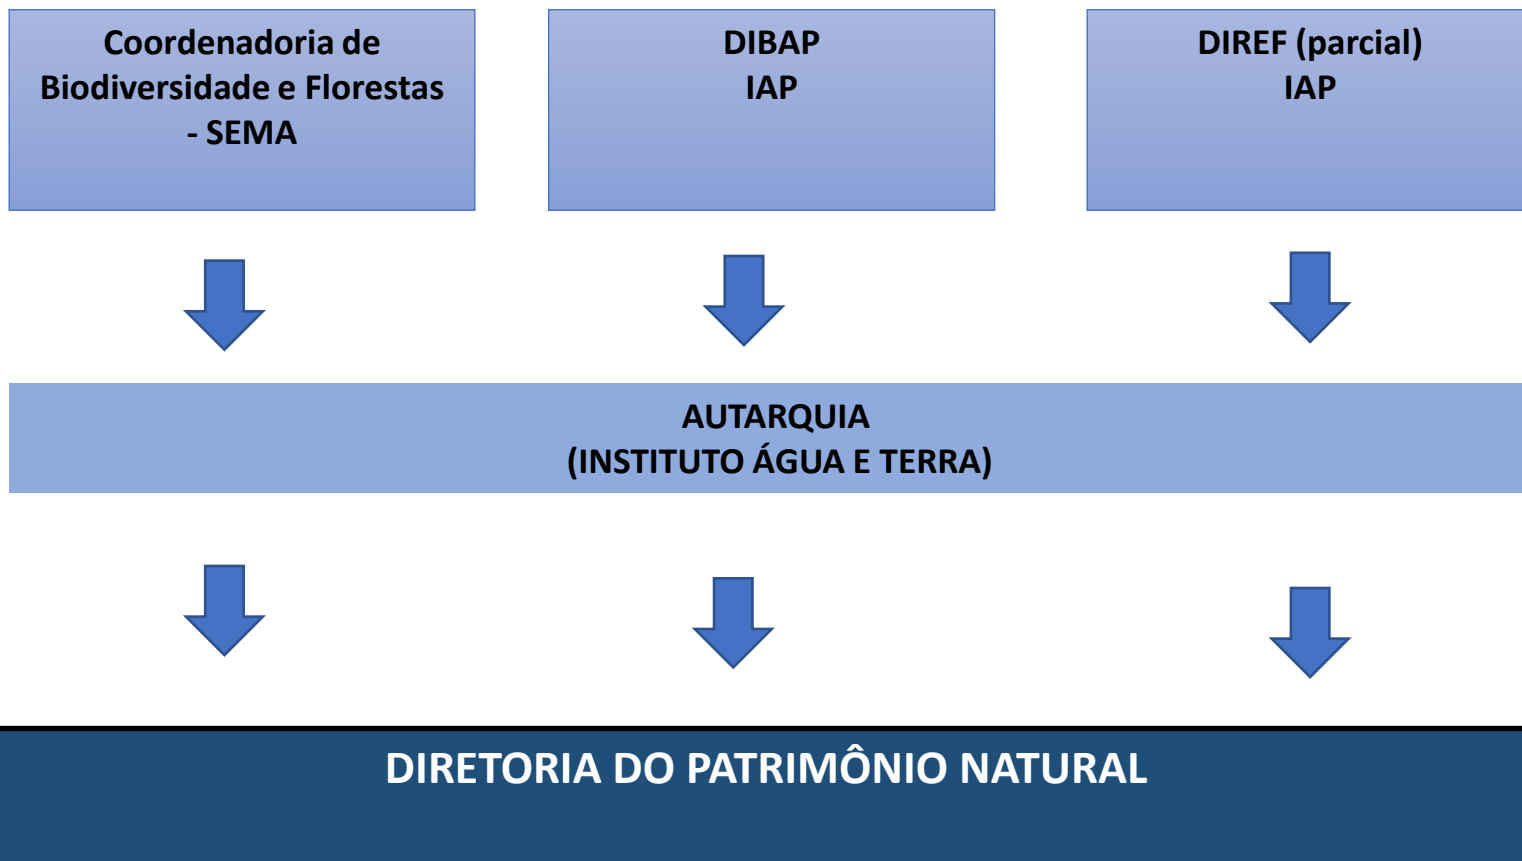 Coordenadoria de
Biodiversidade e Florestas
- SEMA
DIBAP
IAP
DIREF (parcial)
IAP
AUTARQUIA
(INSTITUTO ÁGUA E TERRA)
DIRETORIA DO PATRIMÔNIO NATURAL